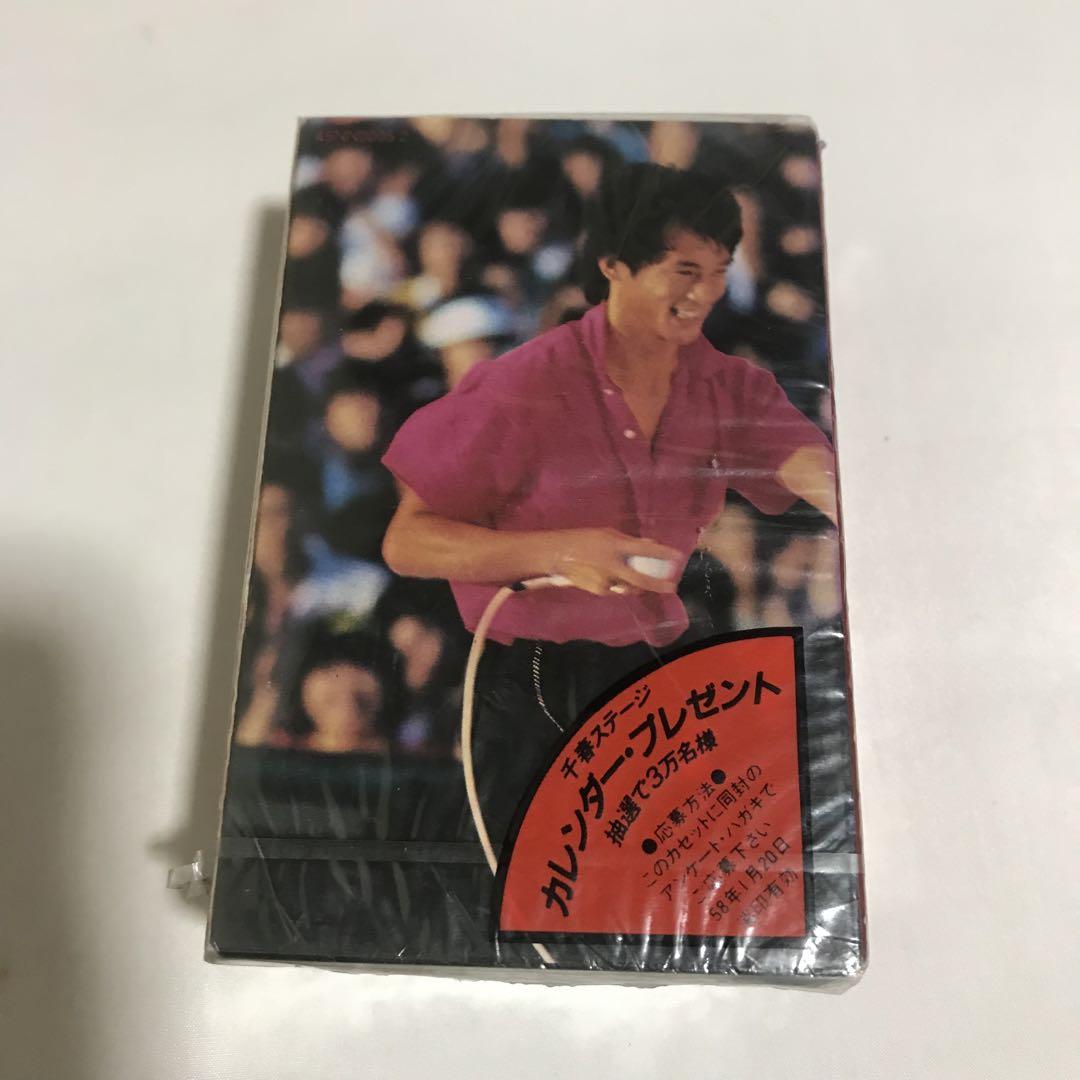 千春ステージ
カレンダー・プレゼント
抽選で3万名様
●応募方法●
このカセットに同封の
アンケート・ハガキで
ご応募下さい
58年1月20日
消印有効